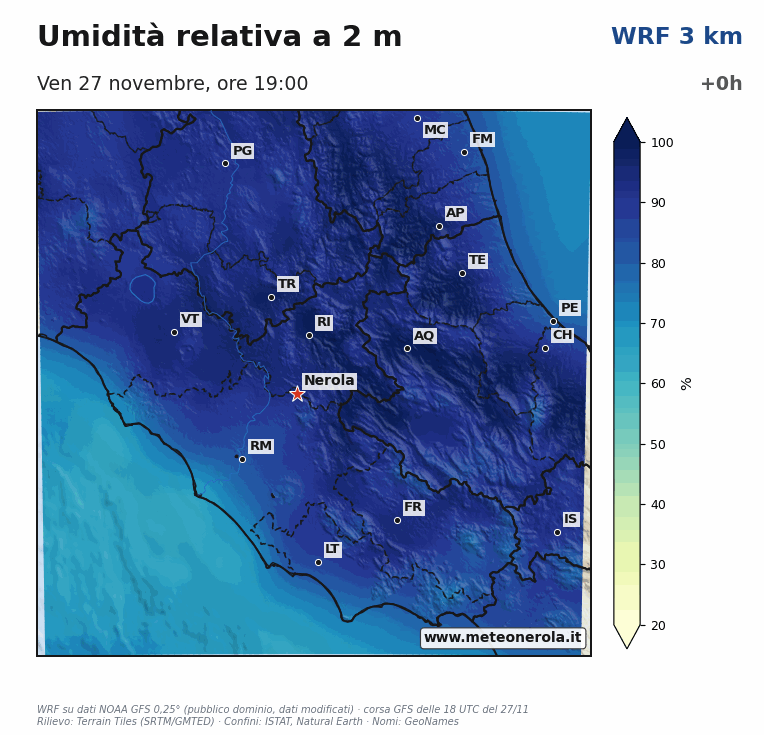 Umidità relativa a 2 m
WRF 3 km
Ven 27 novembre, ore 19:00
+0h
MC
FM
PG
AP
TE
TR
PE
VT
RI
AQ
CH
Nerola
RM
FR
IS
LT
www.meteonerola.it
100
90
80
70
60
50
40
30
20
%
WRF su dati NOAA GFS 0,25° (pubblico dominio, dati modificati) · corsa GFS delle 18 UTC del 27/11
Rilievo: Terrain Tiles (SRTM/GMTED) · Confini: ISTAT, Natural Earth · Nomi: GeoNames